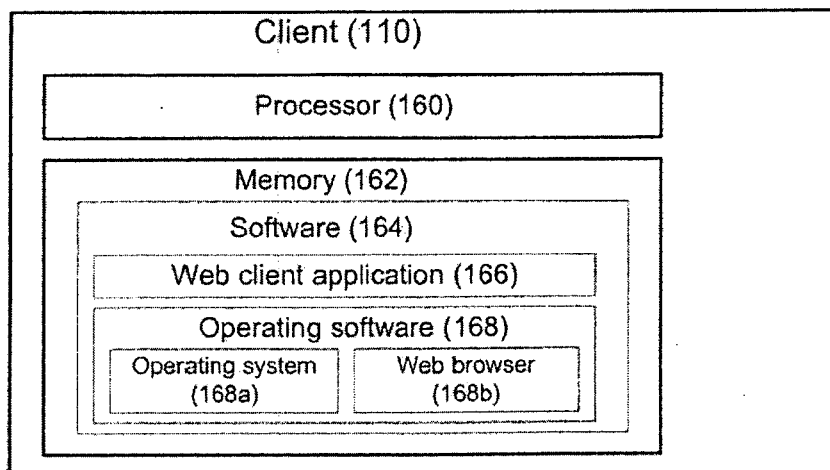 Client (110)
Processor (160)
Memory (162)
Software (164)
Web client application (166)
Operating software (168)
Operating system
(168a)
Web browser
(168b)